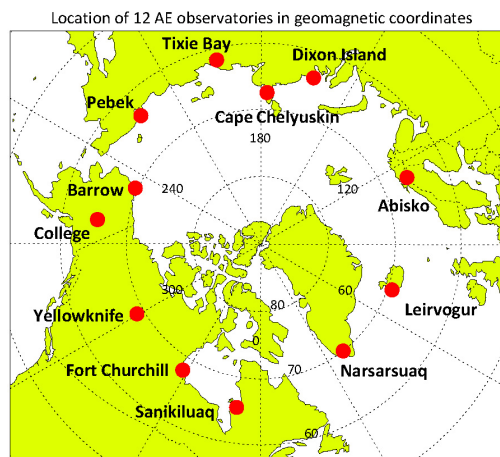 Location of 12 AE observatories in geomagnetic coordinates
Tixie Bay
Dixon Island
Pebek
Cape Chelyuskin
180
Barrow
240
120
Abisko
College
300
60
80
Leirvogur
Yellowknife
0
Fort Churchill
70
Narsarsuaq
Sanikiluaq
60